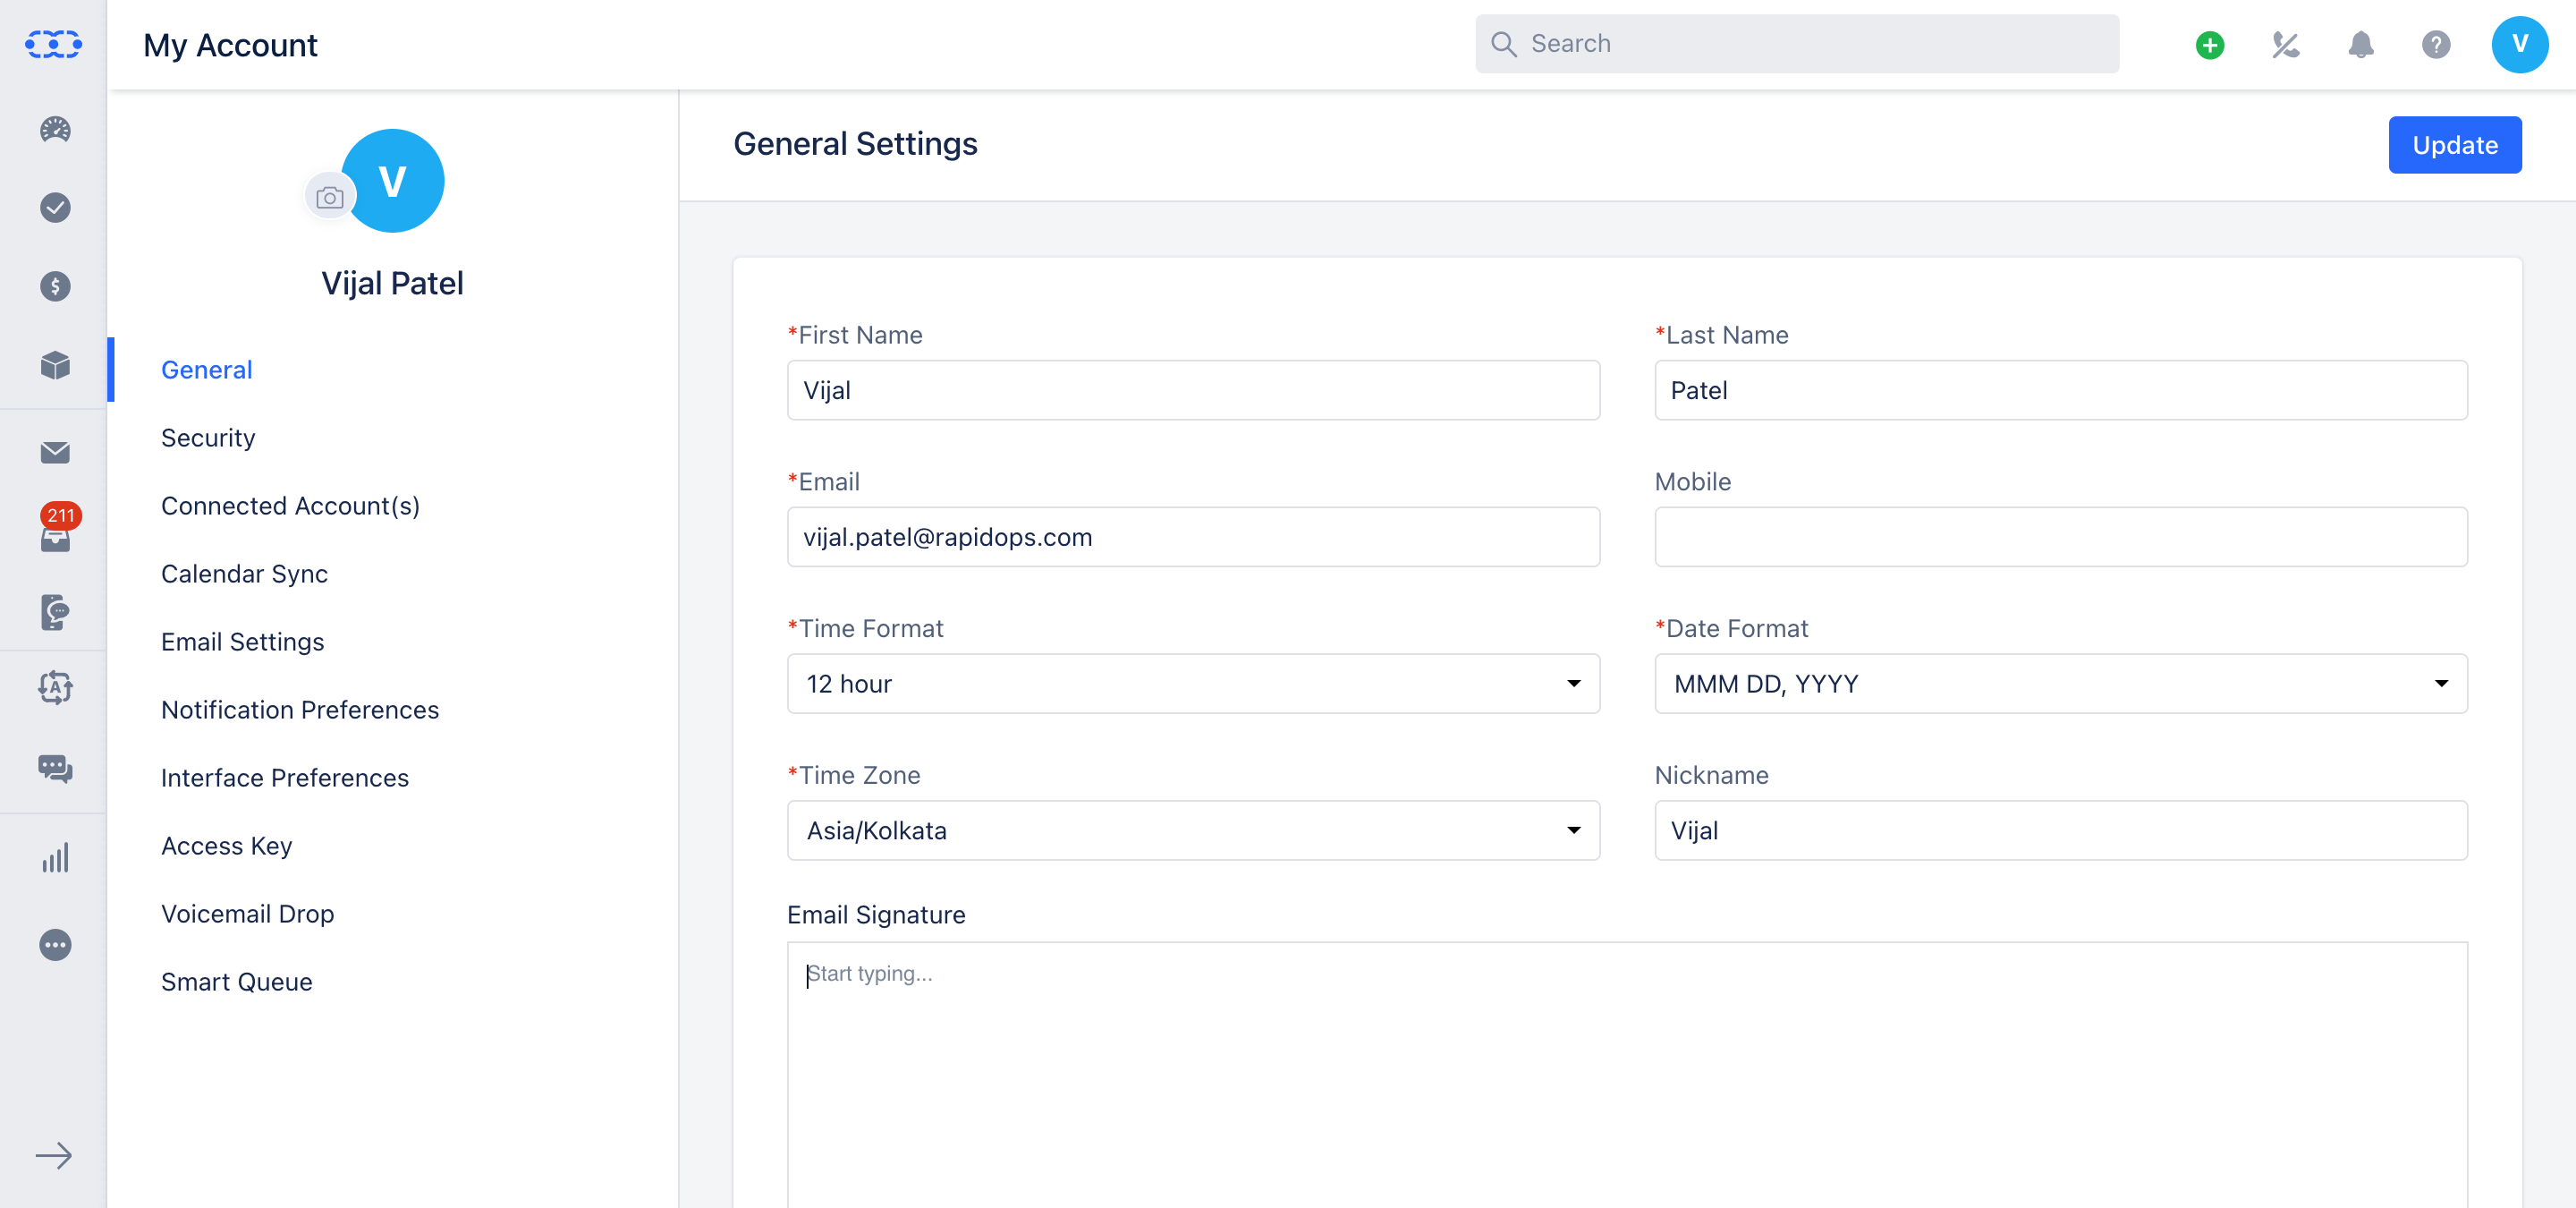 My Account
Search
V
V
Vijal Patel
General
Security
Connected Account(s)
Calendar Sync
Email Settings
Notification Preferences
Interface Preferences
Access Key
Voicemail Drop
Smart Queue
211
A
General Settings
Update
*First Name
Vijal
*Last Name
Patel
*Email
vijal.patel@rapidops.com
Mobile
*Time Format
12 hour
*Date Format
MMM DD, YYYY
*Time Zone
Asia/Kolkata
Nickname
Vijal
Email Signature
Start typing...